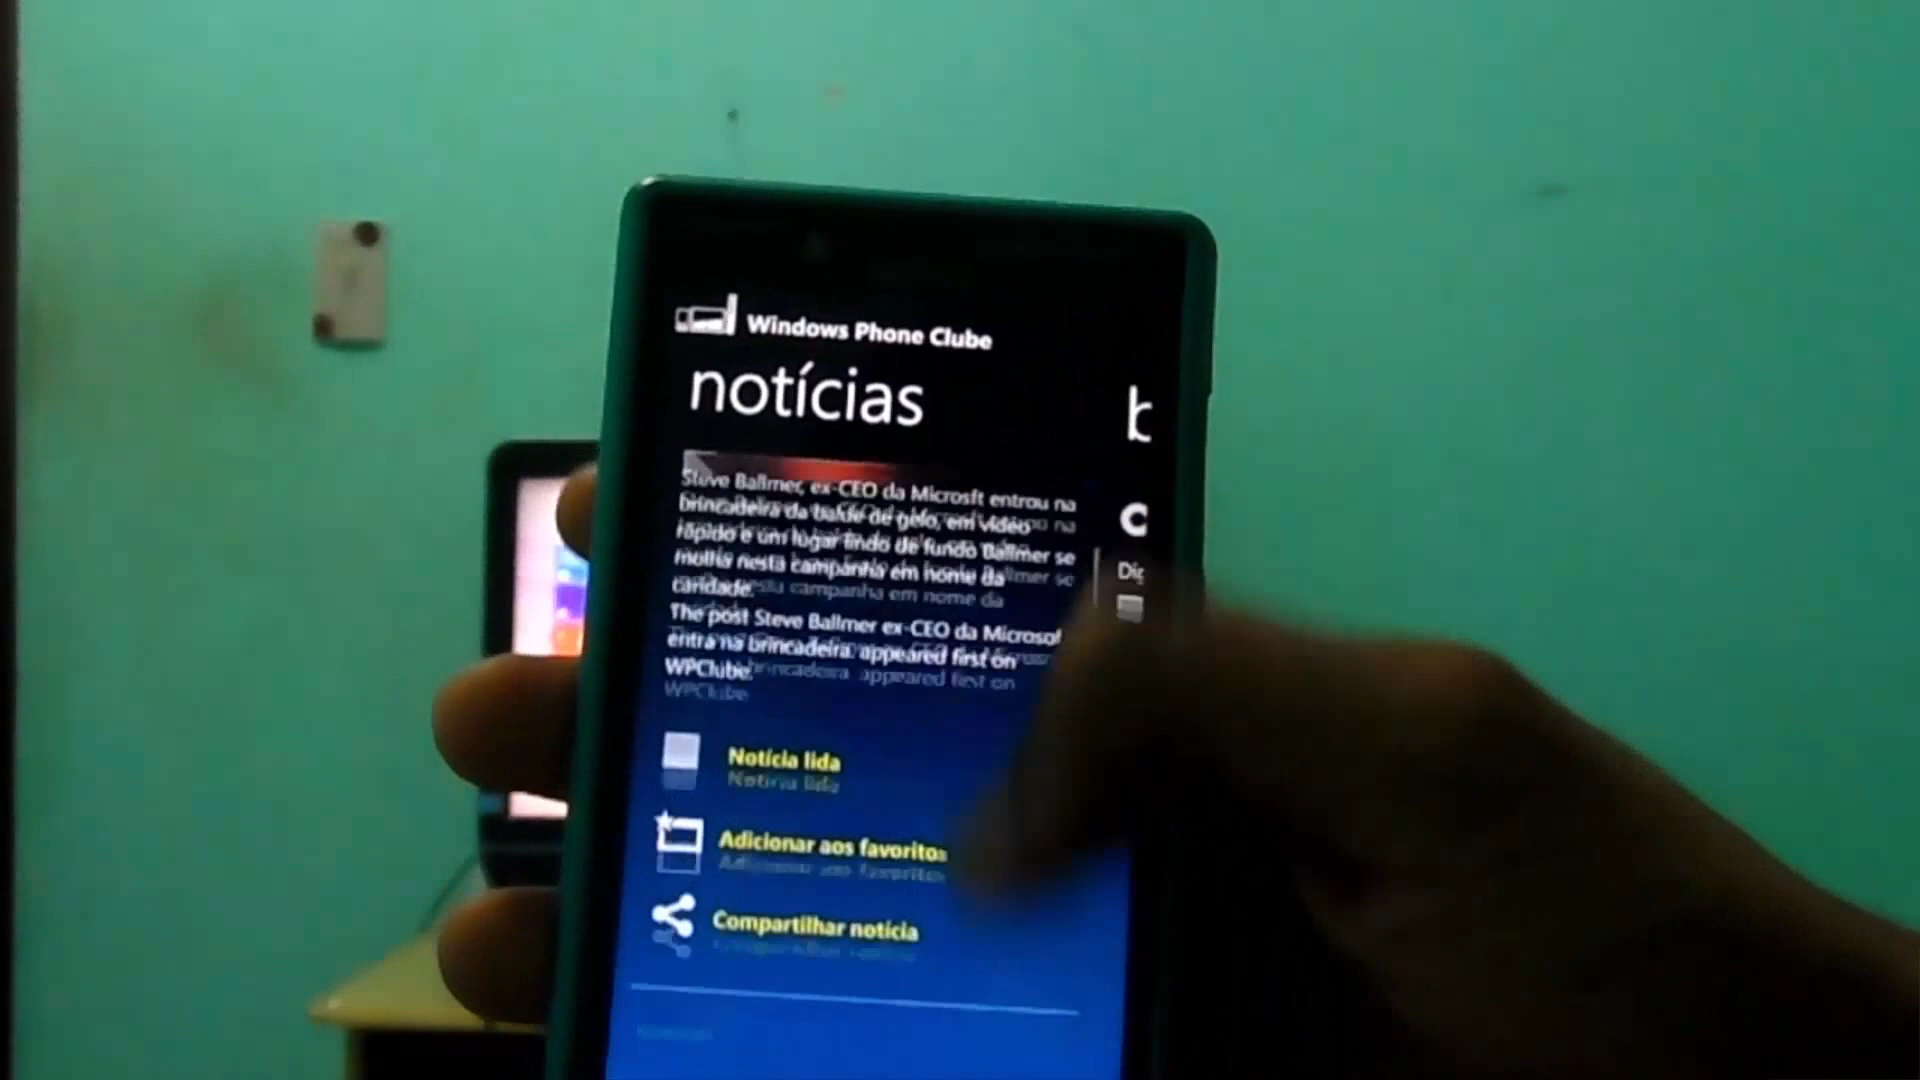 Windows Phone Clube
notícias
b
Steve Ballmer, ex-CEO da Microsft entrou na
brincadeira da balde de gelo, em vídeo
rápido e um lugar lindo de fundo Ballmer se
molha nesta campanha em nome da
caridade.
The post Steve Ballmer ex-CEO da Microsof
entra na brincadeira. appeared first on
WPClube.
C
Dig
Notícia lida
Adicionar aos favoritos
Compartilhar notícia